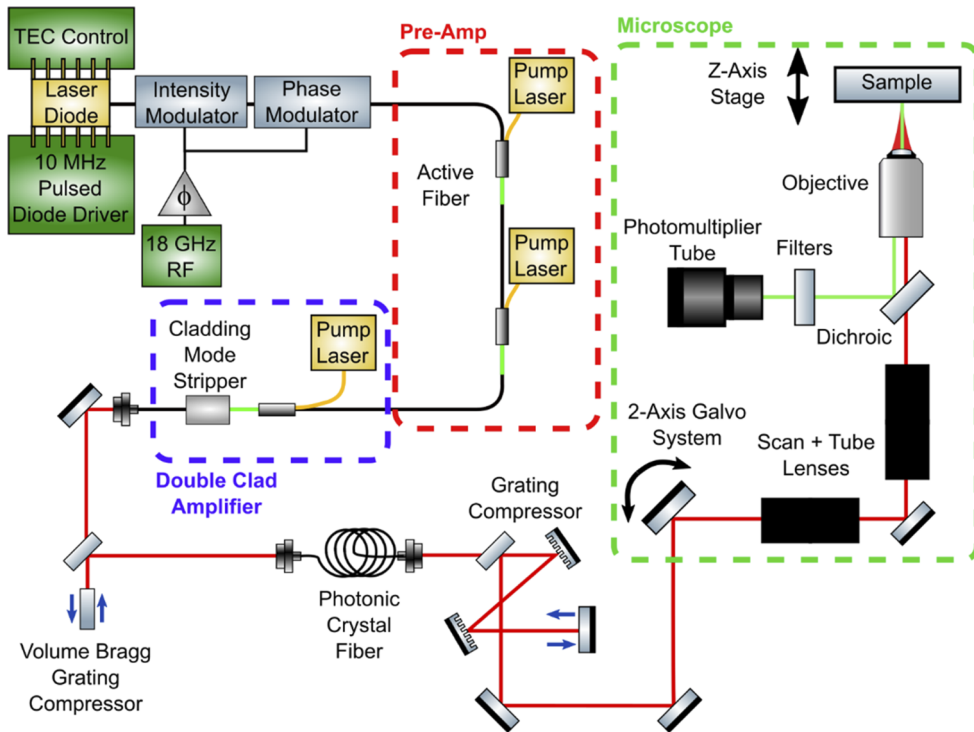 TEC Control
Laser
Diode
10 MHz
Pulsed
Diode Driver
Intensity
Modulator
Phase
Modulator
ϕ
18 GHz
RF
Pre-Amp
Pump
Laser
Active
Fiber
Pump
Laser
Cladding
Mode
Stripper
Pump
Laser
Double Clad
Amplifier
Microscope
Z-Axis
Stage
Sample
Objective
Photomultiplier
Tube
Filters
Dichroic
2-Axis Galvo
System
Scan + Tube
Lenses
Grating
Compressor
Photonic
Crystal
Fiber
Volume Bragg
Grating
Compressor